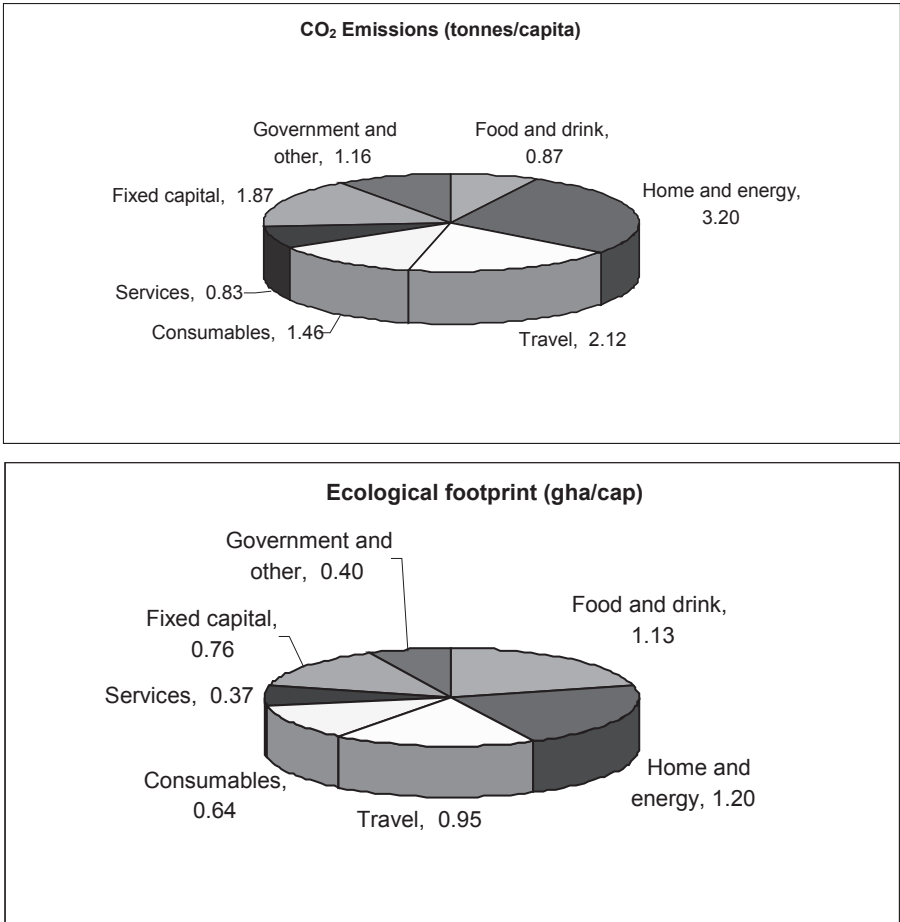 CO₂ Emissions (tonnes/capita)
Government and
other, 1.16
Food and drink,
0.87
Fixed capital, 1.87
Home and energy,
3.20
Services, 0.83
Consumables, 1.46
Travel, 2.12
Ecological footprint (gha/cap)
Government and
other, 0.40
Food and drink,
1.13
Fixed capital,
0.76
Services, 0.37
Home and
energy, 1.20
Consumables,
0.64
Travel, 0.95